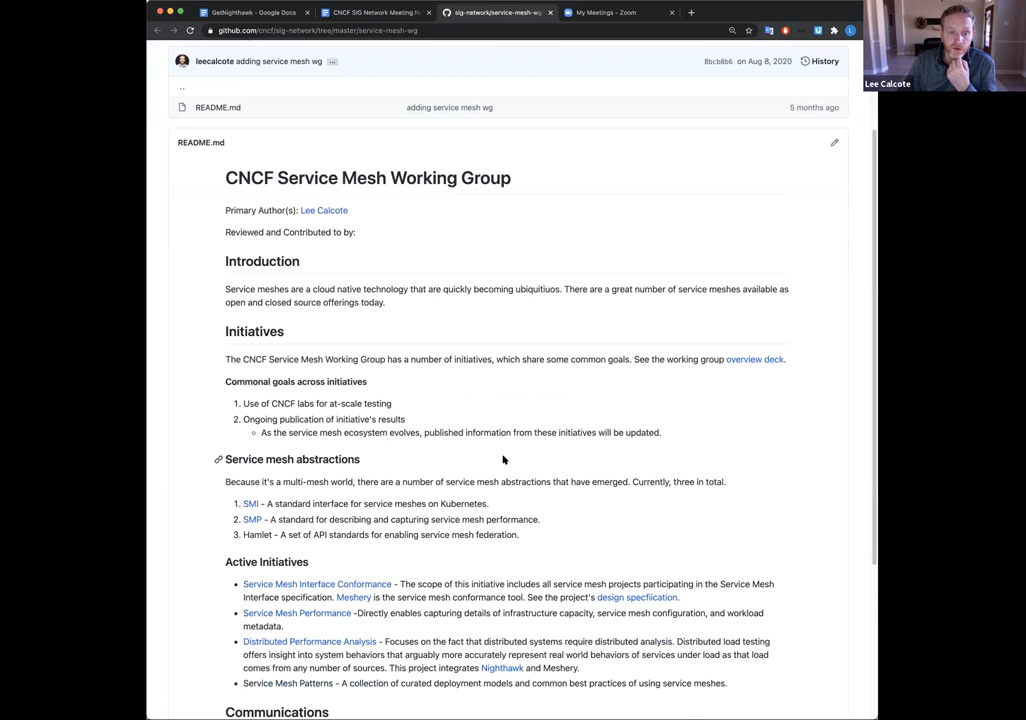 GetNighthawk - Google Docs
CNCF SIG Network Meeting N
sig-network/service-mesh-wg
My Meetings - Zoom
github.com/cncf/sig-network/tree/master/service-mesh-wg
Lee Calcote
leecalcote adding service mesh wg
8bcb8b6 on Aug 8, 2020
History
..
README.md
adding service mesh wg
5 months ago
README.md
CNCF Service Mesh Working Group
Primary Author(s): Lee Calcote
Reviewed and Contributed to by:
Introduction
Service meshes are a cloud native technology that are quickly becoming ubiquitiuos. There are a great number of service meshes available as
open and closed source offerings today.
Initiatives
The CNCF Service Mesh Working Group has a number of initiatives, which share some common goals. See the working group overview deck.
Commonal goals across initiatives
1. Use of CNCF labs for at-scale testing
2. Ongoing publication of initiative's results
As the service mesh ecosystem evolves, published information from these initiatives will be updated.
Service mesh abstractions
Because it's a multi-mesh world, there are a number of service mesh abstractions that have emerged. Currently, three in total.
1. SMI - A standard interface for service meshes on Kubernetes.
2. SMP - A standard for describing and capturing service mesh performance.
3. Hamlet - A set of API standards for enabling service mesh federation.
Active Initiatives
Service Mesh Interface Conformance - The scope of this initiative includes all service mesh projects participating in the Service Mesh
Interface specification. Meshery is the service mesh conformance tool. See the project's design specfiication.
Service Mesh Performance -Directly enables capturing details of infrastructure capacity, service mesh configuration, and workload
metadata.
Distributed Performance Analysis - Focuses on the fact that distributed systems require distributed analysis. Distributed load testing
offers insight into system behaviors that arguably more accurately represent real world behaviors of services under load as that load
comes from any number of sources. This project integrates Nighthawk and Meshery.
Service Mesh Patterns - A collection of curated deployment models and common best practices of using service meshes.
Communications